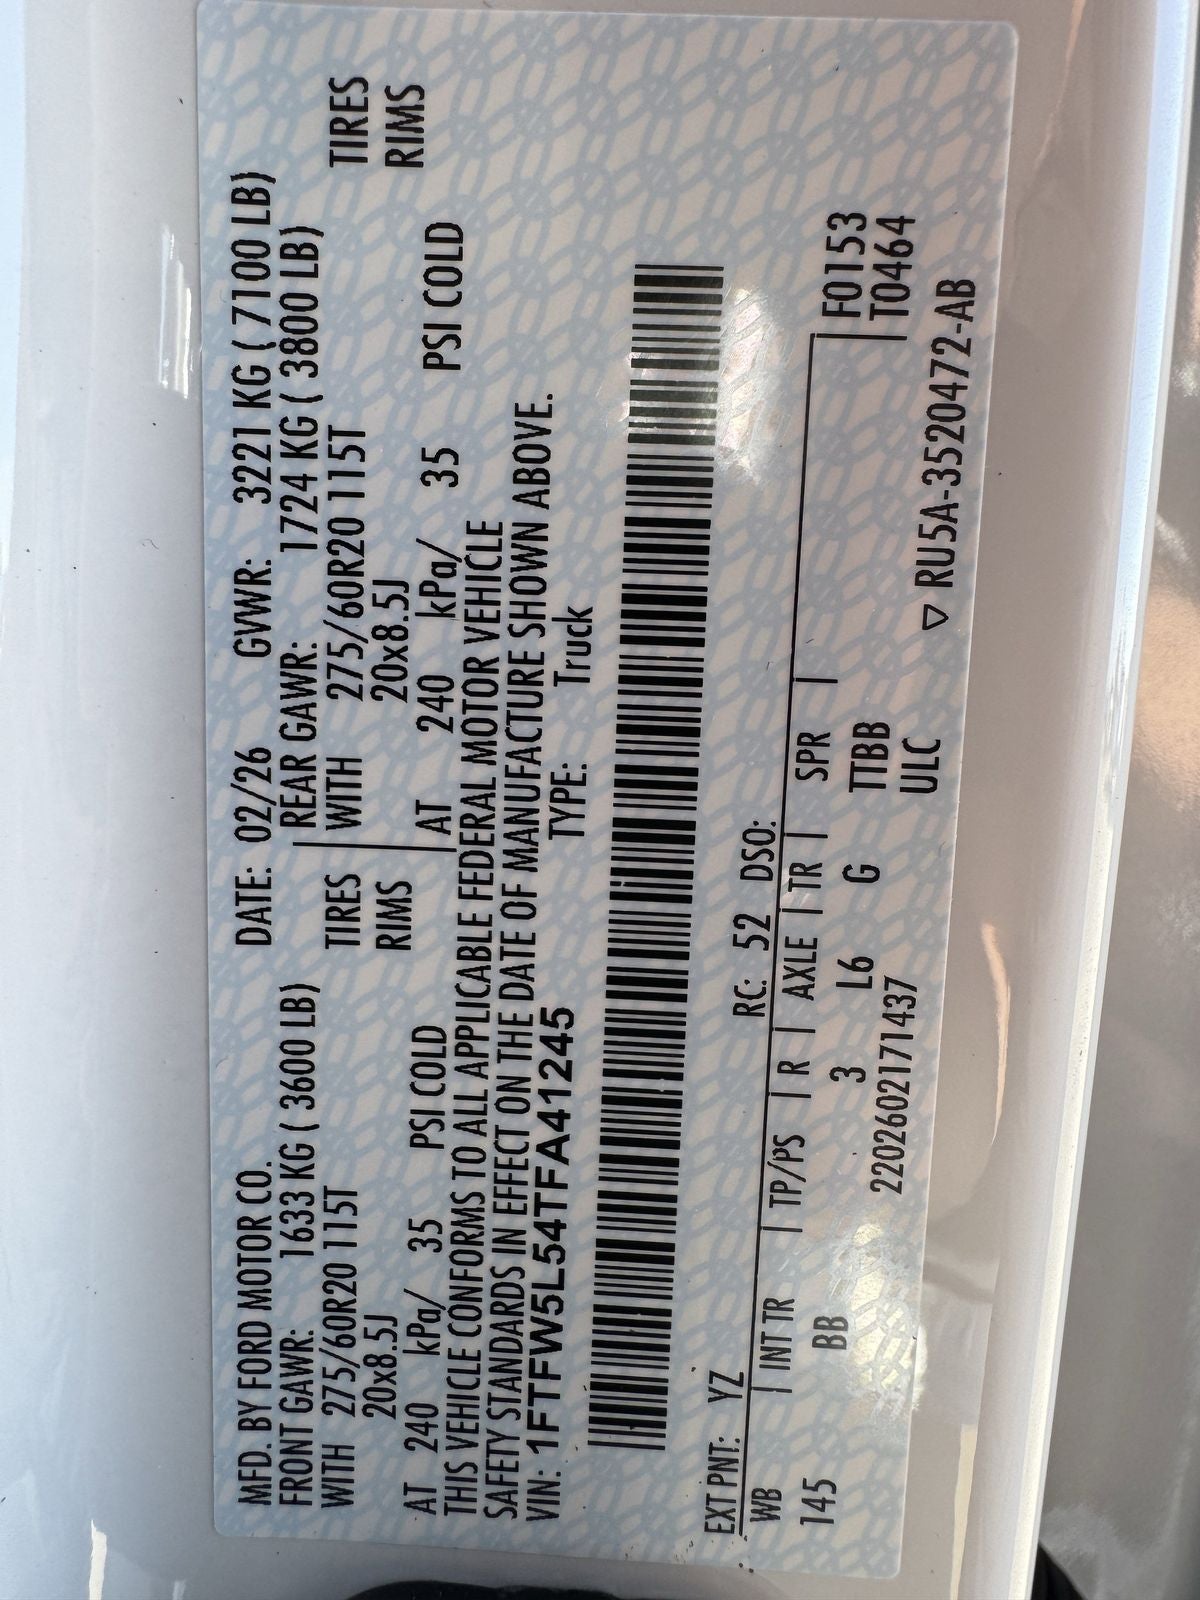 MFD. BY FORD MOTOR CO. DATE: 02/26 GVWR: 3221 KG ( 7100 LB)
FRONT GAWR: 1633 KG ( 3600 LB) REAR GAWR: 1724 KG ( 3800 LB)
WITH 275/60R20 115T TIRES WITH 275/60R20 115T TIRES
20x8.5J RIMS 20x8.5J RIMS
AT 240 kPa/ 35 PSI COLD AT 240 kPa/ 35 PSI COLD
THIS VEHICLE CONFORMS TO ALL APPLICABLE FEDERAL MOTOR VEHICLE
SAFETY STANDARDS IN EFFECT ON THE DATE OF MANUFACTURE SHOWN ABOVE.
VIN: 1FTFW5L54TFA41245 TYPE: Truck
EXT PNT: YZ RC: 52 DSO:
WB | INT TR | TP/PS | R | AXLE | TR | SPR | F0153
145 BB 3 L6 G TTBB T0464
2202602171437 ULC
▽ RU5A-3520472-AB